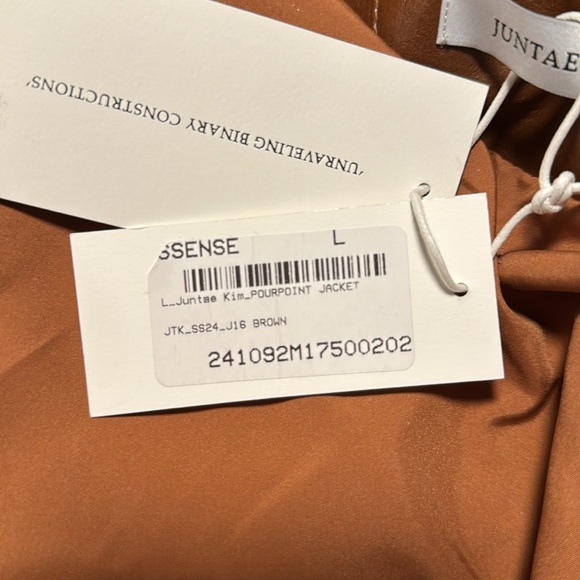 JUNTAE
'UNRAVELING BINARY CONSTRUCTIONS'
SSENSE L
L_Juntae Kim_POURPOINT JACKET
JTK_SS24_J16 BROWN
241092M17500202